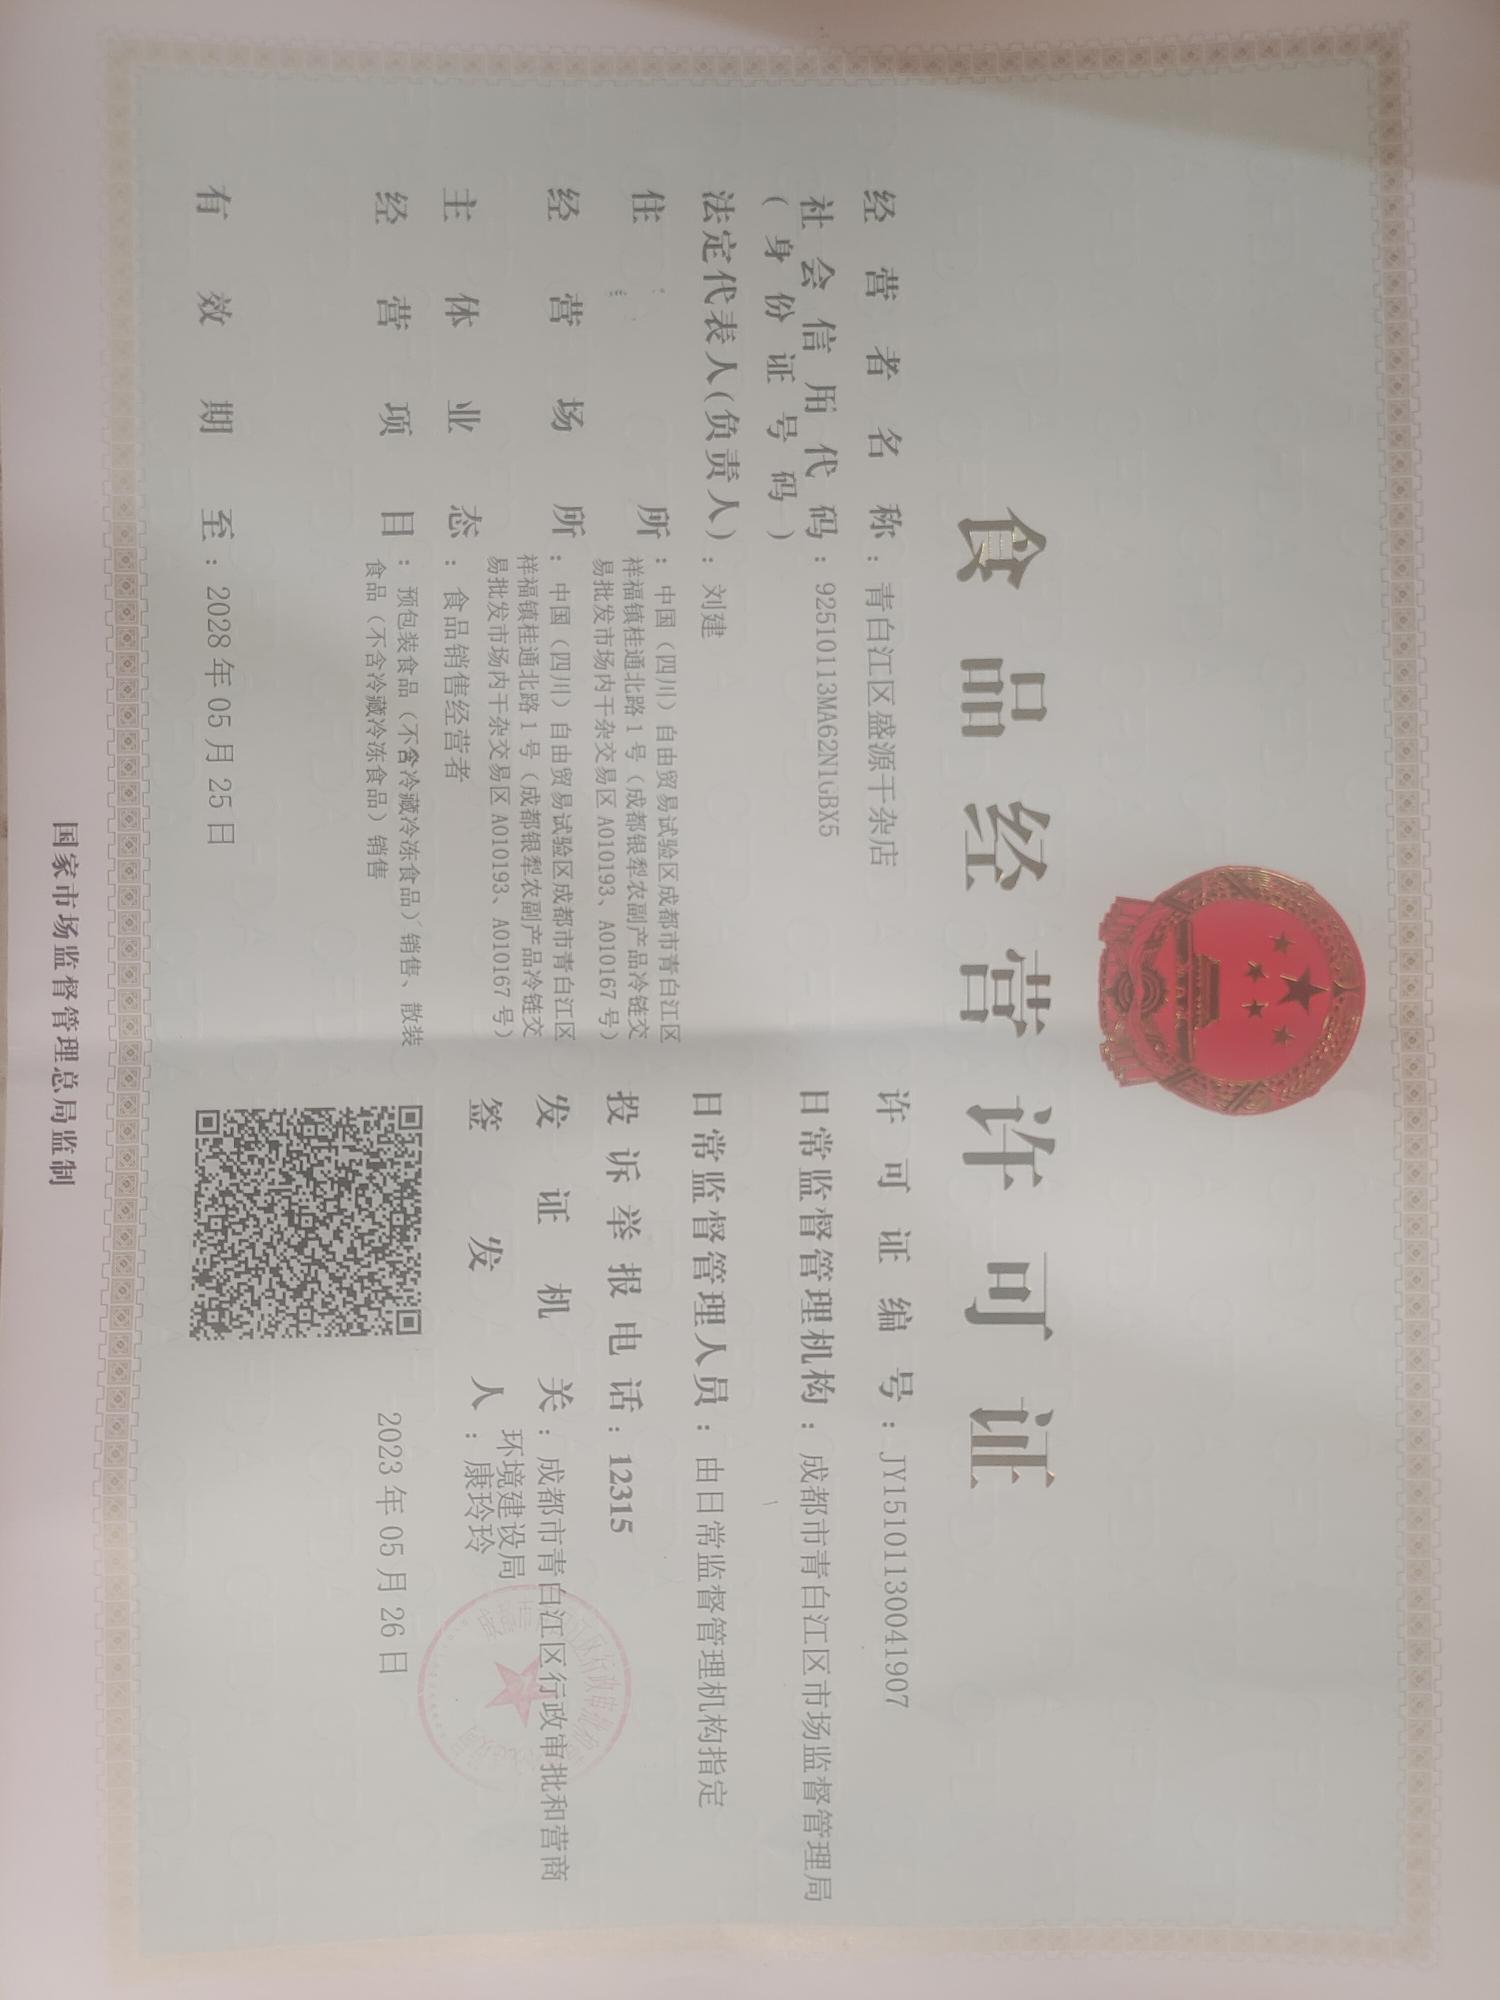 食品经营许可证
经营者名称：青白江区盛源干杂店
社会信用代码：92510113MA62N1GBX5
（身份证号码）
法定代表人（负责人）：刘建
住所：中国（四川）自由贸易试验区成都市青白江区
祥福镇桂通北路1号（成都银犁农副产品冷链交
易批发市场内干杂交易区A010193、A010167号）
经营场所：中国（四川）自由贸易试验区成都市青白江区
祥福镇桂通北路1号（成都银犁农副产品冷链交
易批发市场内干杂交易区A010193、A010167号）
主体业态：食品销售经营者
经营项目：预包装食品（不含冷藏冷冻食品）销售、散装
食品（不含冷藏冷冻食品）销售
有效期至：2028年05月25日
许可证编号：JY15101130041907
日常监督管理机构：成都市青白江区市场监督管理局
日常监督管理人员：由日常监督管理机构指定
投诉举报电话：12315
发证机关：成都市青白江区行政审批和营商
环境建设局
签发人：康玲玲
2023年05月26日
国家市场监督管理总局监制